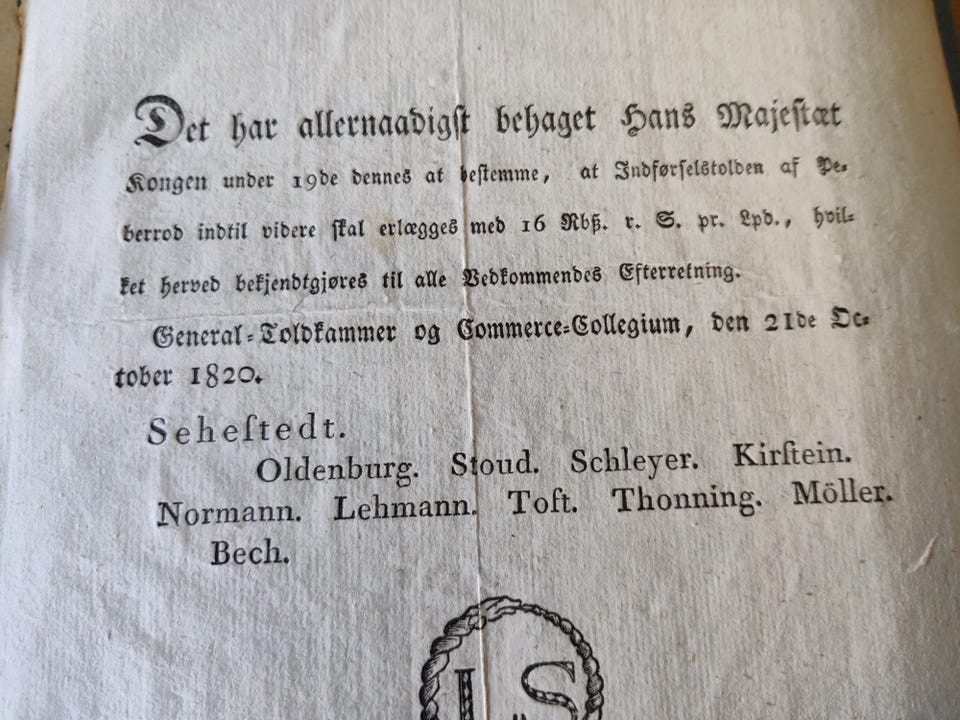 Det har allernaadigſt behaget Hans Majeſtæt
Kongen under 19de dennes at beſtemme, at Indførſelstolden af Pe-
berrod indtil videre ſkal erlægges med 16 Rbß. r. S. pr. Lpd., hvil-
ket herved bekjendtgjøres til alle Vedkommendes Efterretning.
General-Toldkammer og Commerce-Collegium, den 21de Oc-
tober 1820.
Seheſtedt.
Oldenburg. Stoud. Schleyer. Kirſtein.
Normann. Lehmann. Toft. Thonning. Möller.
Bech.
L S